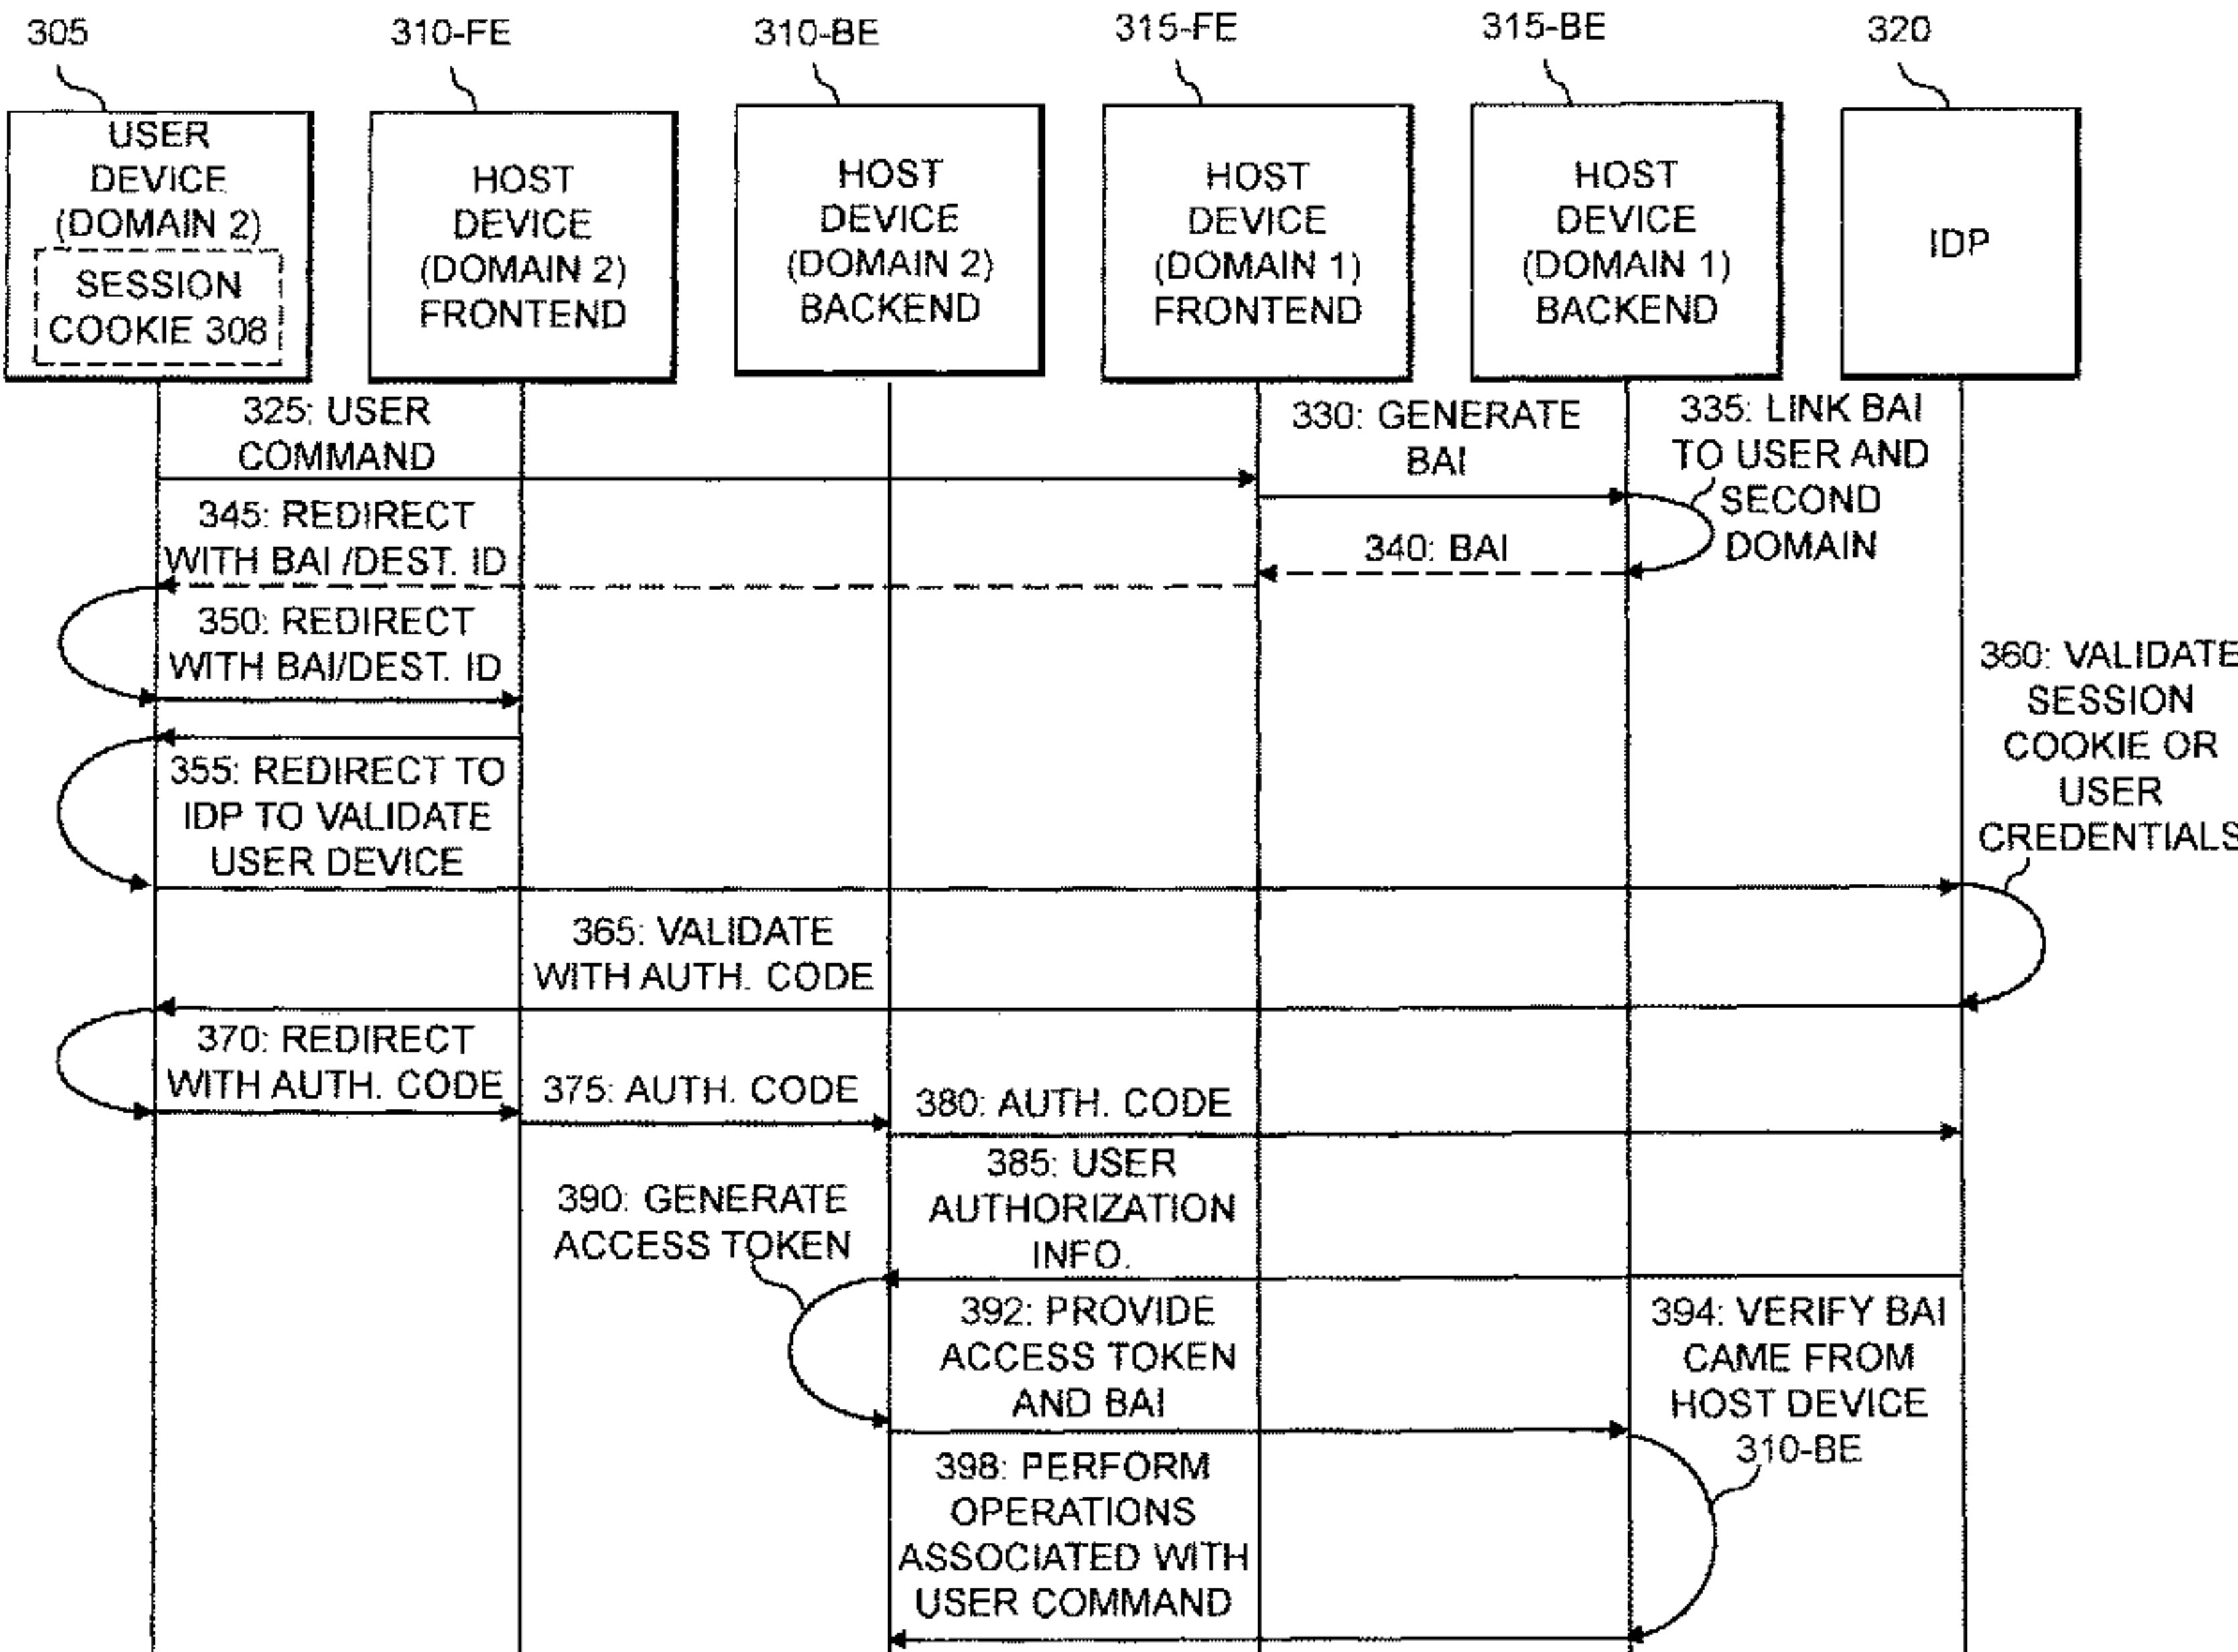 305
310-FE
310-BE
315-FE
315-BE
320
USER
DEVICE
(DOMAIN 2)
SESSION
COOKIE 308
HOST
DEVICE
(DOMAIN 2)
FRONTEND
HOST
DEVICE
(DOMAIN 2)
BACKEND
HOST
DEVICE
(DOMAIN 1)
FRONTEND
HOST
DEVICE
(DOMAIN 1)
BACKEND
IDP
325: USER
COMMAND
330: GENERATE
BAI
335: LINK BAI
TO USER AND
SECOND
DOMAIN
340: BAI
345: REDIRECT
WITH BAI /DEST. ID
350: REDIRECT
WITH BAI/DEST. ID
355: REDIRECT TO
IDP TO VALIDATE
USER DEVICE
360: VALIDATE
SESSION
COOKIE OR
USER
CREDENTIALS
365: VALIDATE
WITH AUTH. CODE
370: REDIRECT
WITH AUTH. CODE
375: AUTH. CODE
380: AUTH. CODE
385: USER
AUTHORIZATION
INFO.
390: GENERATE
ACCESS TOKEN
392: PROVIDE
ACCESS TOKEN
AND BAI
394: VERIFY BAI
CAME FROM
HOST DEVICE
310-BE
398: PERFORM
OPERATIONS
ASSOCIATED WITH
USER COMMAND